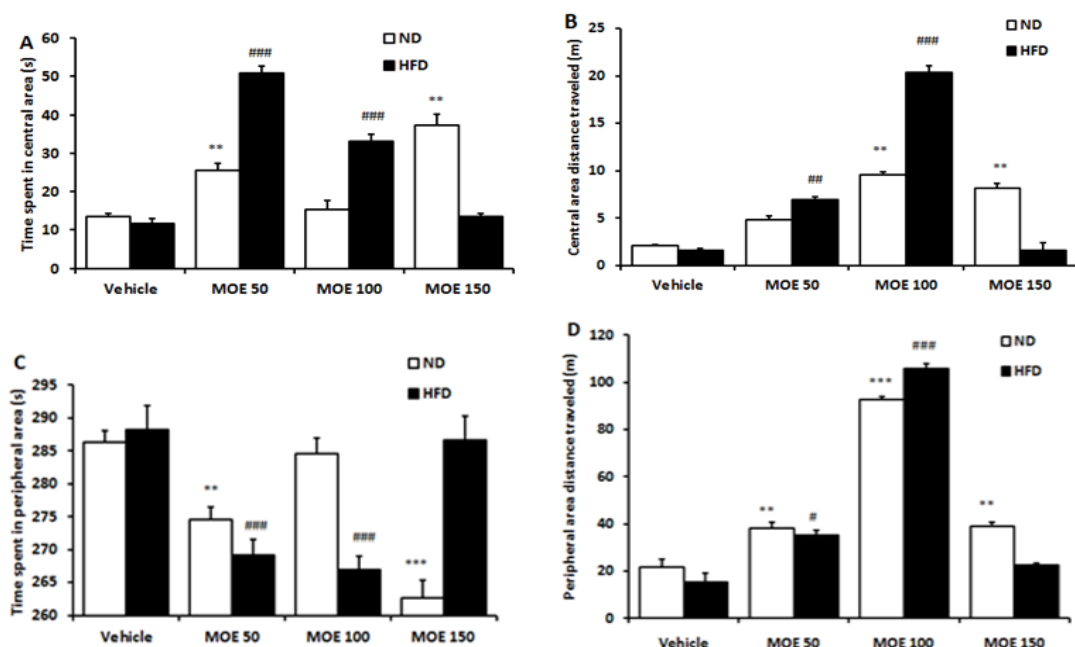 A
Time spent in central area (s)
60
50
40
30
20
10
0
ND
HFD
**
###
###
**
Vehicle
MOE 50
MOE 100
MOE 150
B
Central area distance traveled (m)
25
20
15
10
5
0
ND
HFD
##
**
###
**
Vehicle
MOE 50
MOE 100
MOE 150
C
Time spent in peripheral area (s)
295
290
285
280
275
270
265
260
ND
HFD
**
###
###
***
Vehicle
MOE 50
MOE 100
MOE 150
D
Peripheral area distance traveled (m)
120
100
80
60
40
20
0
ND
HFD
**
#
***
###
**
Vehicle
MOE 50
MOE 100
MOE 150